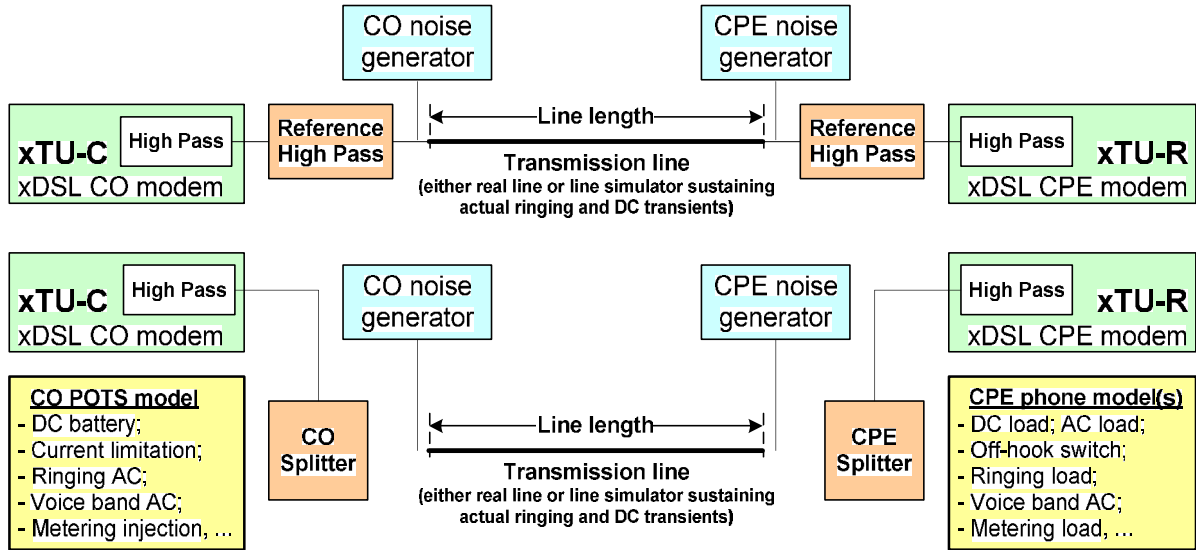 CO noise
generator
CPE noise
generator
xTU-C
High Pass
xDSL CO modem
Reference
High Pass
Line length
Transmission line
(either real line or line simulator sustaining
actual ringing and DC transients)
Reference
High Pass
High Pass
xTU-R
xDSL CPE modem
xTU-C
High Pass
xDSL CO modem
CO noise
generator
CPE noise
generator
High Pass
xTU-R
xDSL CPE modem
CO POTS model
- DC battery;
- Current limitation;
- Ringing AC;
- Voice band AC;
- Metering injection, ...
CO
Splitter
Line length
Transmission line
(either real line or line simulator sustaining
actual ringing and DC transients)
CPE
Splitter
CPE phone model(s)
- DC load; AC load;
- Off-hook switch;
- Ringing load;
- Voice band AC;
- Metering load, ...